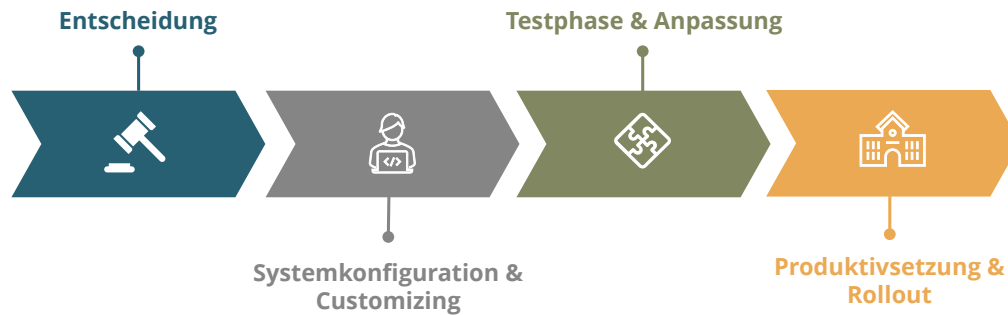 Entscheidung
Testphase & Anpassung
</>
Systemkonfiguration &
Customizing
Produktivsetzung &
Rollout